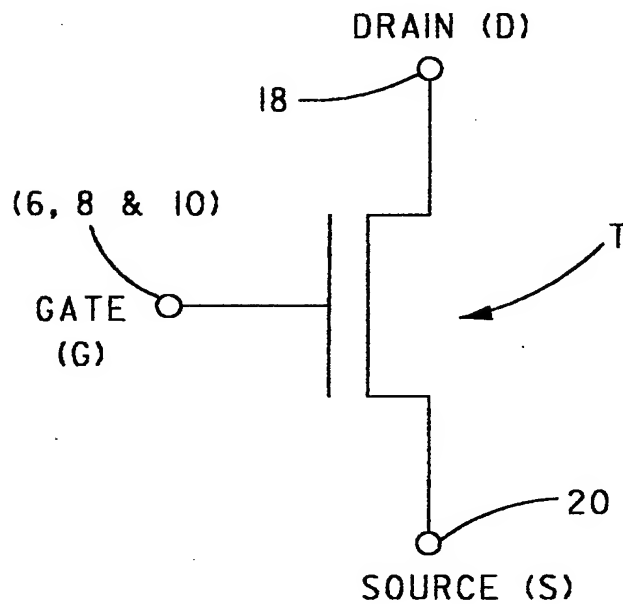 DRAIN (D)
18
(6, 8 & 10)
T
GATE
(G)
20
SOURCE (S)